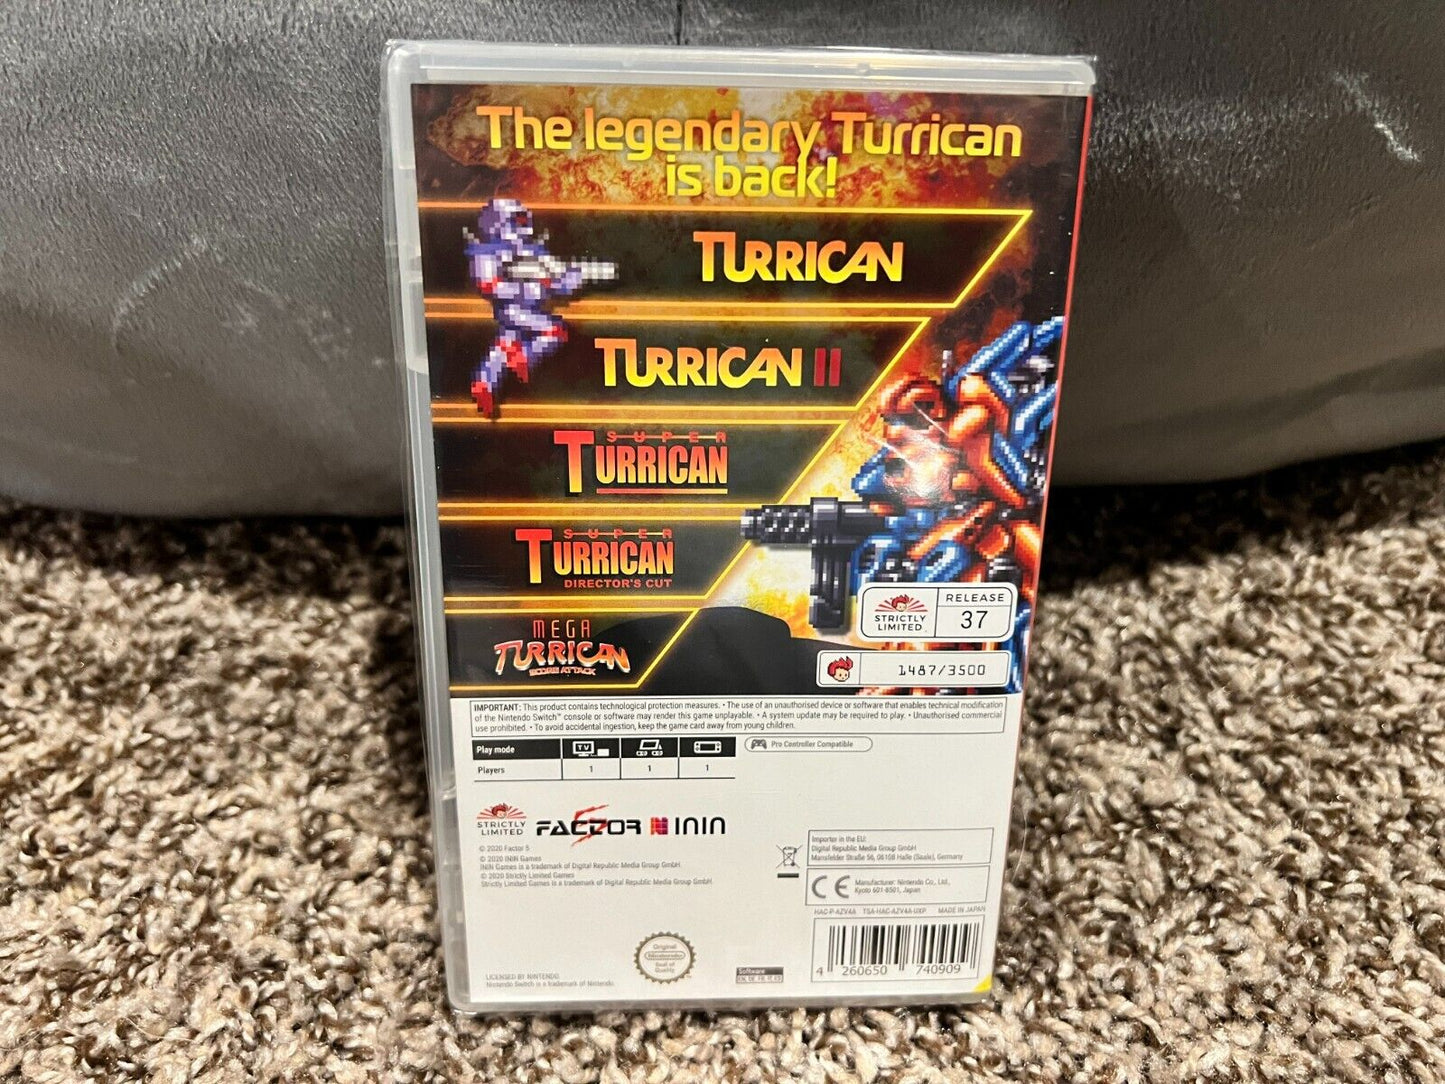 The legendary Turrican
is back!
TURRICAN
TURRICAN II
SUPER
TURRICAN
SUPER
TURRICAN
DIRECTOR'S CUT
MEGA
TURRICAN
SCORE ATTACK
STRICTLY
LIMITED
RELEASE
37
1487/3500
IMPORTANT: This product contains technological protection measures. • The use of an unauthorised device or software that enables technical modification
of the Nintendo Switch™ console or software may render this game unplayable. • A system update may be required to play. • Unauthorised commercial
use prohibited. • To avoid accidental ingestion, keep the game card away from young children.
Play mode TV
Players 1 1 1
Pro Controller Compatible
STRICTLY
LIMITED
FACTOR 5
ININ
© 2020 Factor 5
© 2020 ININ Games
ININ Games is a trademark of Digital Republic Media Group GmbH.
© 2020 Strictly Limited Games
Strictly Limited Games is a trademark of Digital Republic Media Group GmbH.
Importer in the EU:
Digital Republic Media Group GmbH
Mansfelder Straße 56, 06108 Halle (Saale), Germany
CE Manufacturer: Nintendo Co., Ltd.,
Kyoto 601-8501, Japan
HAC-P-AZV4A TSA-HAC-AZV4A-UXP MADE IN JAPAN
4 260650 740909
Original
Nintendo
Seal of
Quality
Software
LICENSED BY NINTENDO
Nintendo Switch is a trademark of Nintendo.